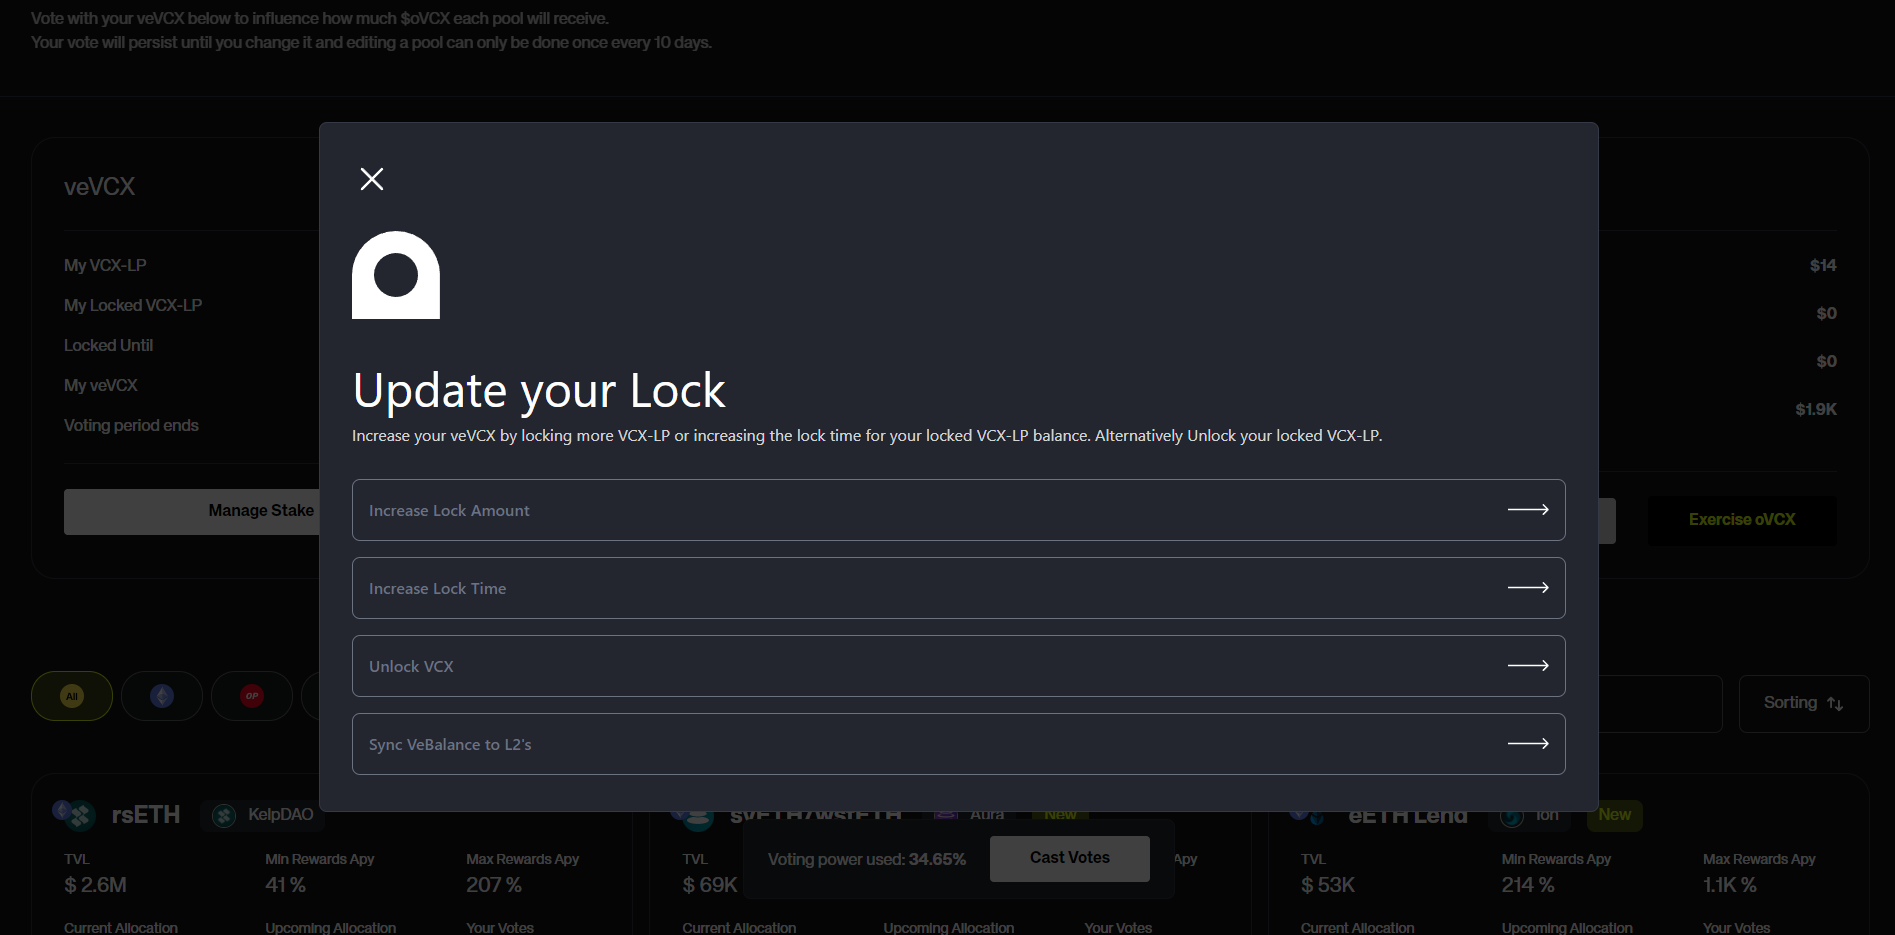 Vote with your veVCX below to influence how much $oVCX each pool will receive.
Your vote will persist until you change it and editing a pool can only be done once every 10 days.
veVCX
My VCX-LP
My Locked VCX-LP
Locked Until
My veVCX
Voting period ends
Manage Stake
$14
$0
$0
$1.9K
Exercise oVCX
Update your Lock
Increase your veVCX by locking more VCX-LP or increasing the lock time for your locked VCX-LP balance. Alternatively Unlock your locked VCX-LP.
Increase Lock Amount
Increase Lock Time
Unlock VCX
Sync VeBalance to L2's
All
OP
Sorting
rsETH KelpDAO
TVL Min Rewards Apy Max Rewards Apy
$ 2.6M 41 % 207 %
Current Allocation Upcoming Allocation Your Votes
Aura New
TVL Apy
$ 69K
Current Allocation Upcoming Allocation Your Votes
Voting power used: 34.65% Cast Votes
eETH Lend Ion New
TVL Min Rewards Apy Max Rewards Apy
$ 53K 214 % 1.1K %
Current Allocation Upcoming Allocation Your Votes